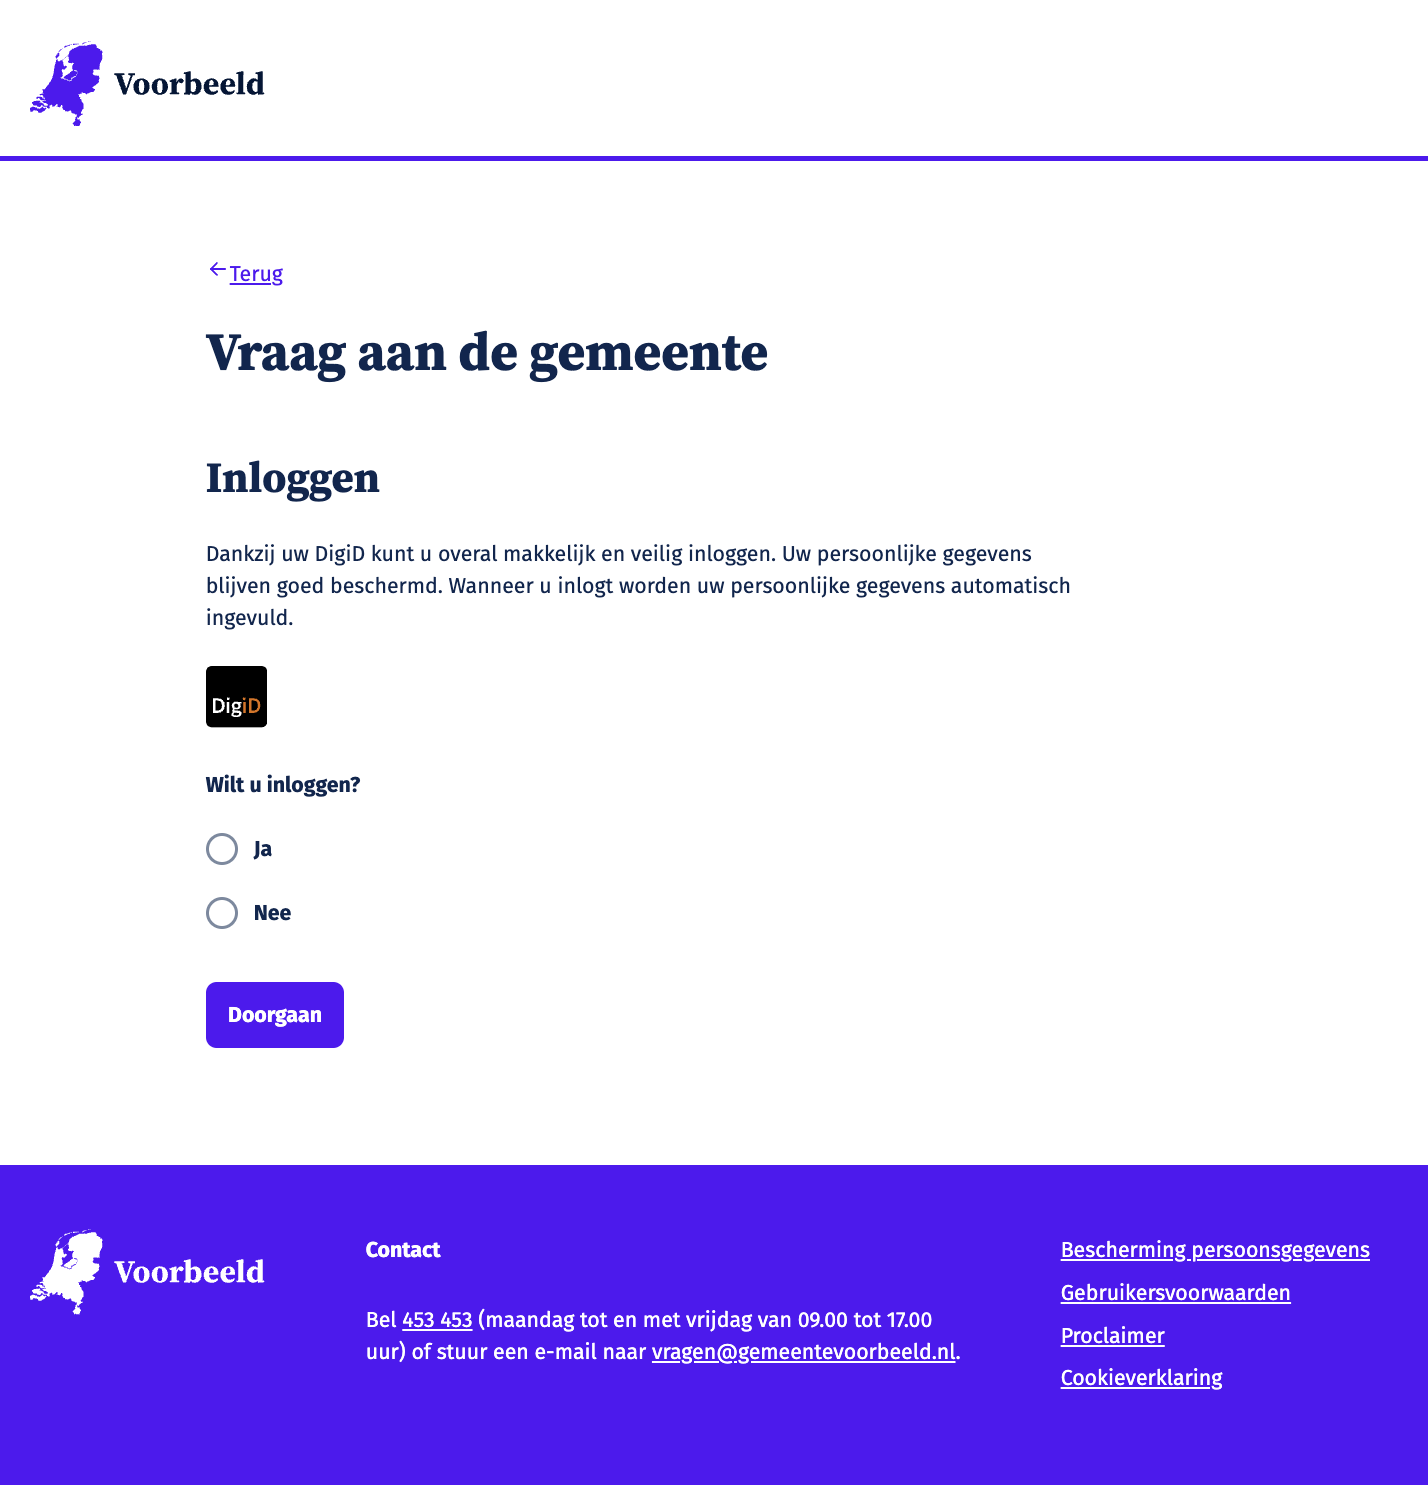 Voorbeeld
Terug
Vraag aan de gemeente
Inloggen
Dankzij uw DigiD kunt u overal makkelijk en veilig inloggen. Uw persoonlijke gegevens
blijven goed beschermd. Wanneer u inlogt worden uw persoonlijke gegevens automatisch
ingevuld.
DigiD
Wilt u inloggen?
Ja
Nee
Doorgaan
Voorbeeld
Contact
Bel 453 453 (maandag tot en met vrijdag van 09.00 tot 17.00
uur) of stuur een e-mail naar vragen@gemeentevoorbeeld.nl.
Bescherming persoonsgegevens
Gebruikersvoorwaarden
Proclaimer
Cookieverklaring